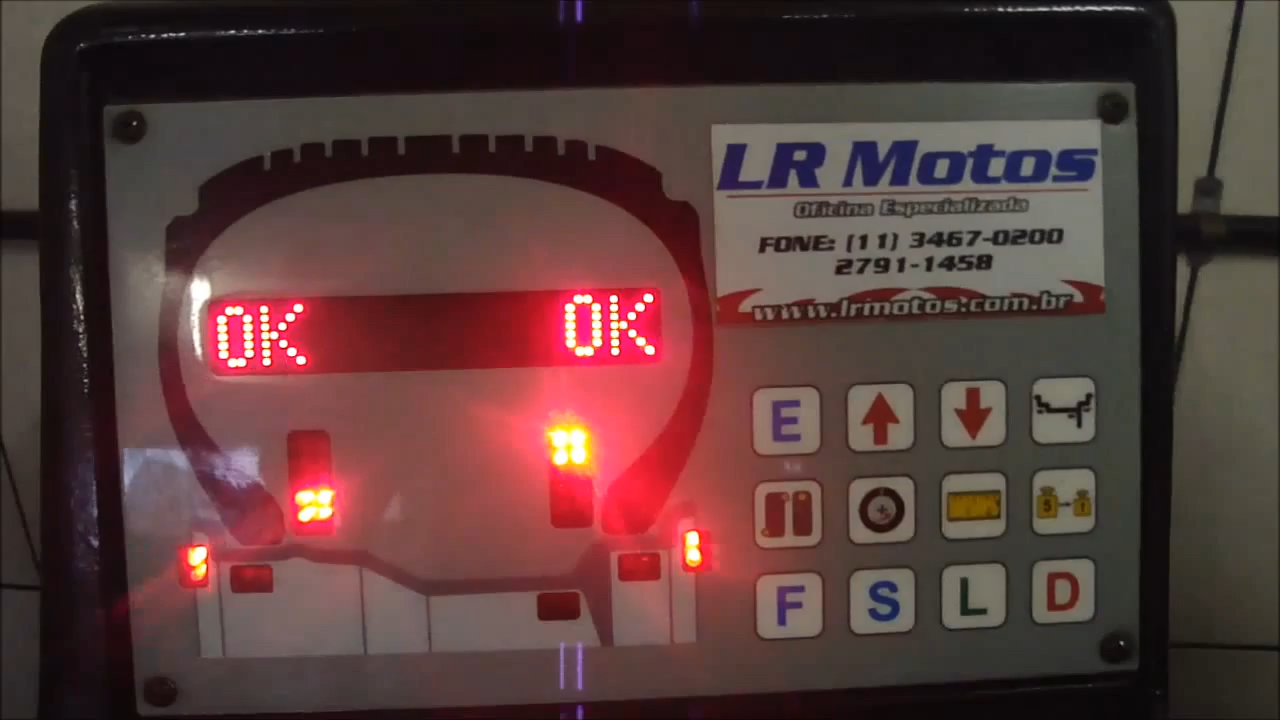 LR Motos
Oficina Especializada
FONE: (11) 3467-0200
2791-1458
www.lrmotos.com.br
OK OK
E
F S L D